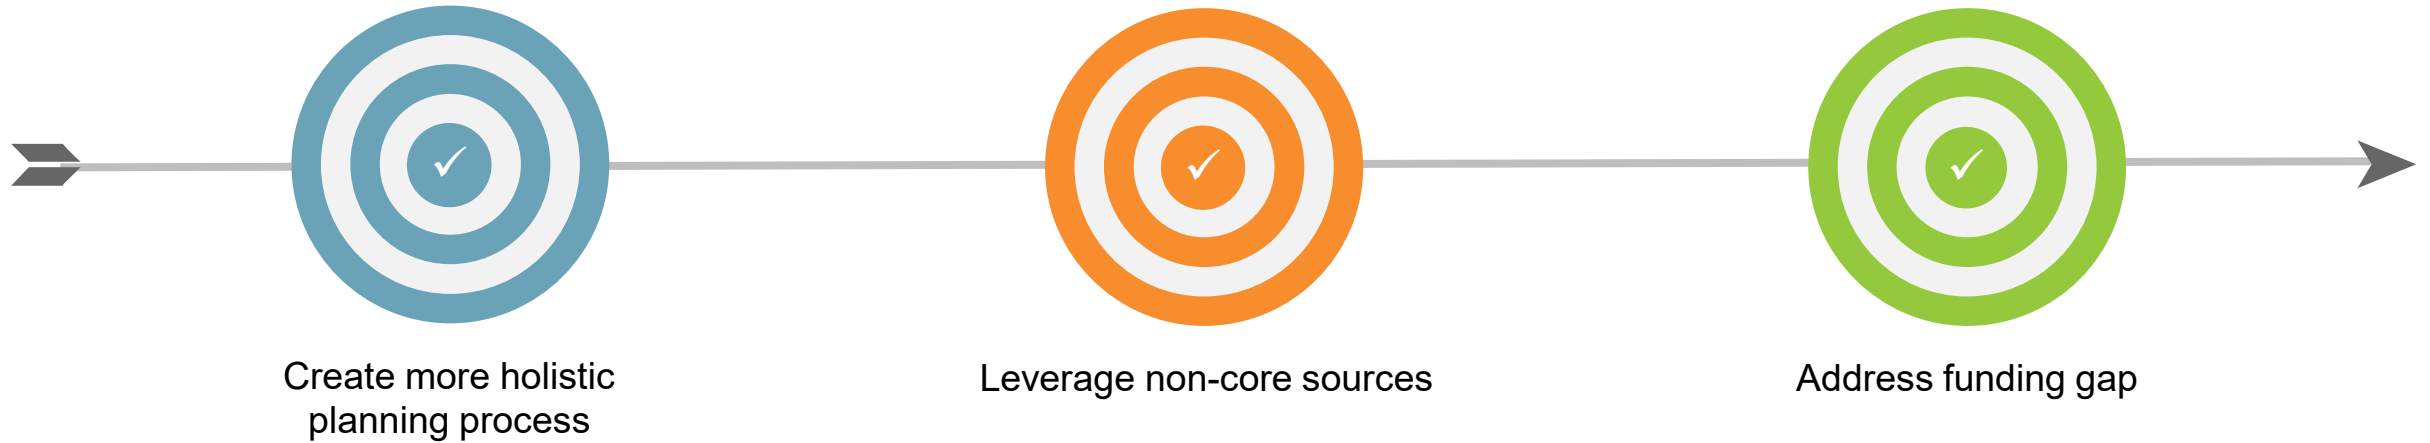 Create more holistic
planning process
Leverage non-core sources
Address funding gap